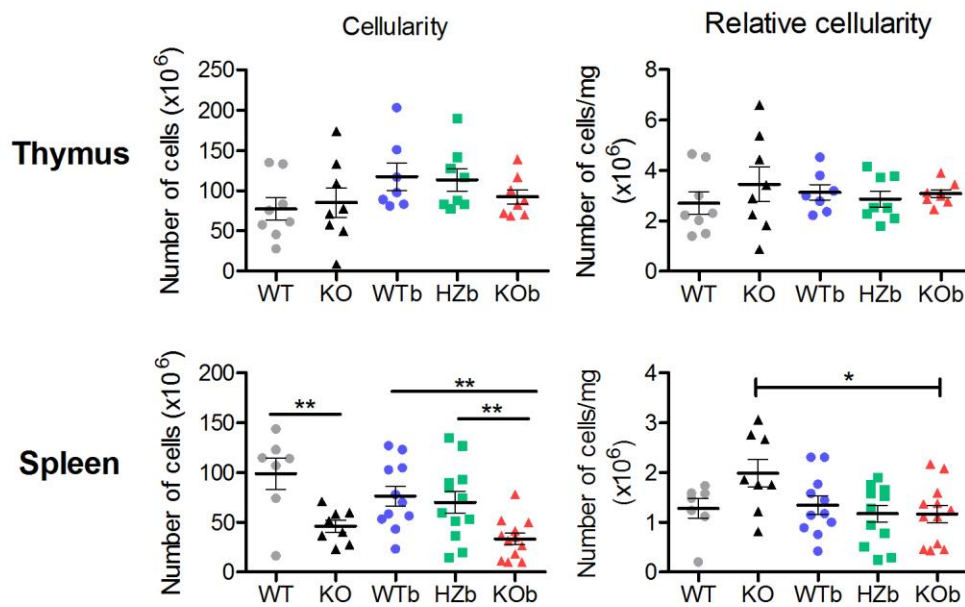 Cellularity
Relative cellularity
Thymus
Number of cells (x10⁶)
250
200
150
100
50
0
WT KO WTb HZb KOb
Number of cells/mg
(x10⁶)
8
6
4
2
0
WT KO WTb HZb KOb
Spleen
Number of cells (x10⁶)
200
150
100
50
0
**
**
**
WT KO WTb HZb KOb
Number of cells/mg
(x10⁶)
4
3
2
1
0
*
WT KO WTb HZb KOb